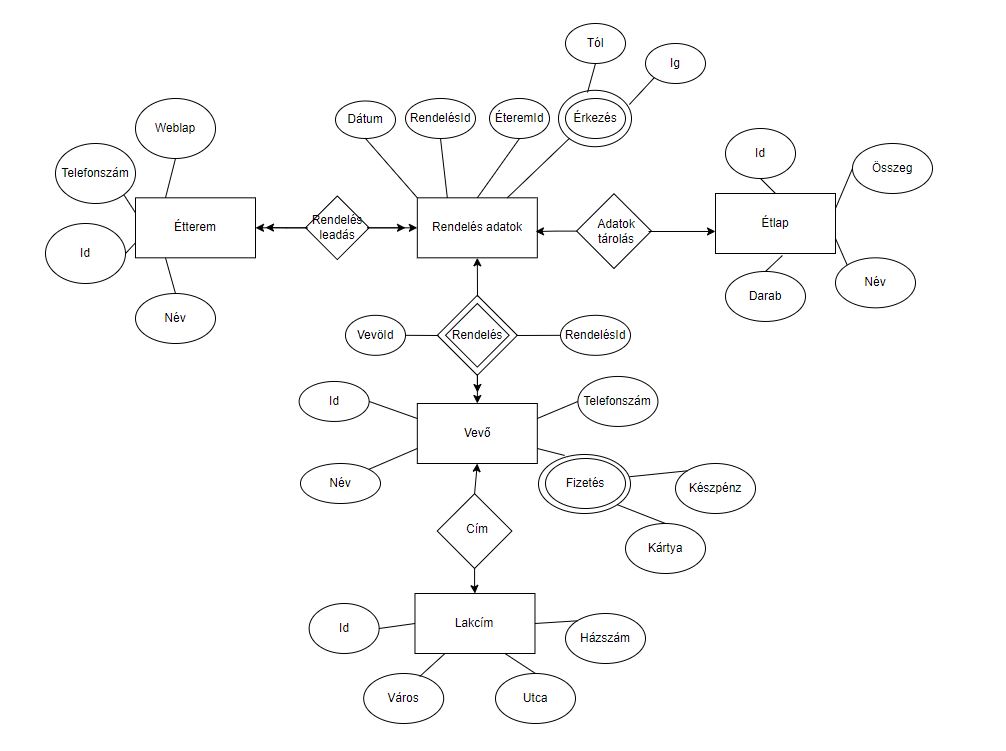 Tól
Ig
Dátum
RendelésId
ÉteremId
Érkezés
Weblap
Telefonszám
Id
Név
Étterem
Rendelés
leadás
Rendelés adatok
Adatok
tárolás
Étlap
Id
Összeg
Darab
Név
Vevöld
Rendelés
RendelésId
Id
Telefonszám
Vevő
Név
Fizetés
Készpénz
Kártya
Cím
Id
Lakcím
Házszám
Város
Utca